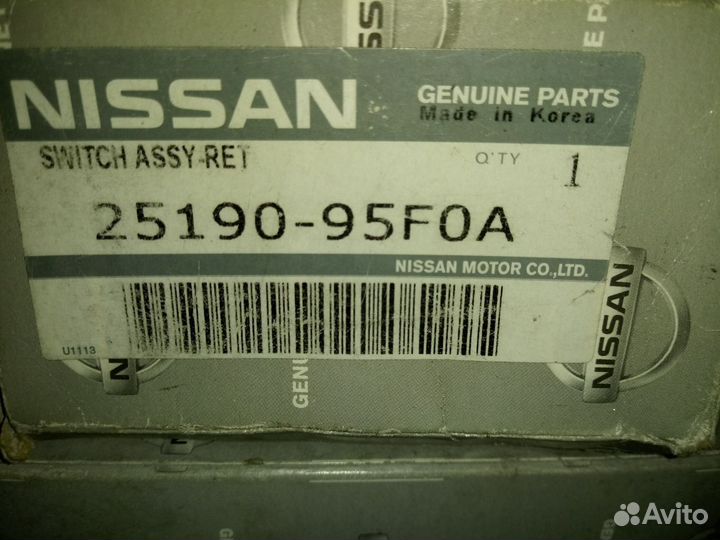 NISSAN
GENUINE PARTS
Made in Korea
SWITCH ASSY-RET
Q'TY 1
25190-95F0A
NISSAN MOTOR CO.,LTD.
U1113
NISSAN
GENU
Avito